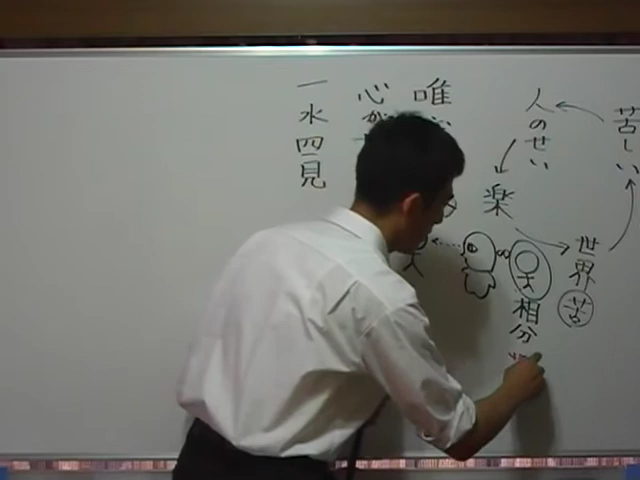 苦しい
人のせい
楽
世界
苦
相分
唯
心
一水四見